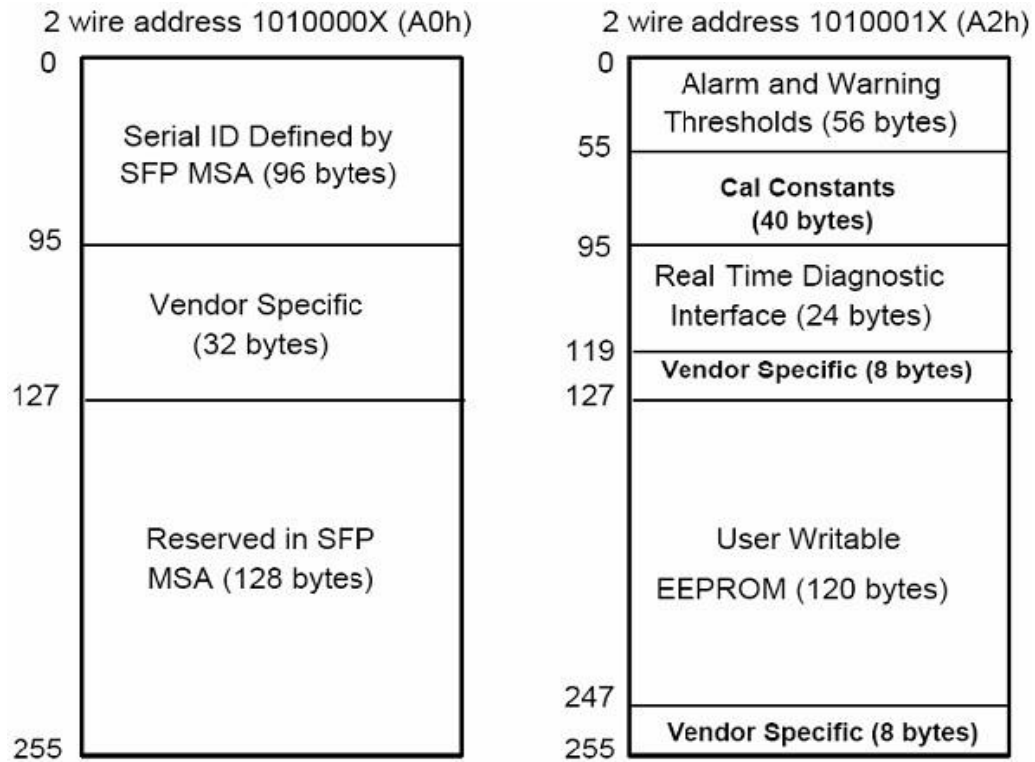 2 wire address 1010000X (A0h)
0
Serial ID Defined by
SFP MSA (96 bytes)
95
Vendor Specific
(32 bytes)
127
Reserved in SFP
MSA (128 bytes)
255
2 wire address 1010001X (A2h)
0
Alarm and Warning
Thresholds (56 bytes)
55
Cal Constants
(40 bytes)
95
Real Time Diagnostic
Interface (24 bytes)
119
Vendor Specific (8 bytes)
127
User Writable
EEPROM (120 bytes)
247
Vendor Specific (8 bytes)
255